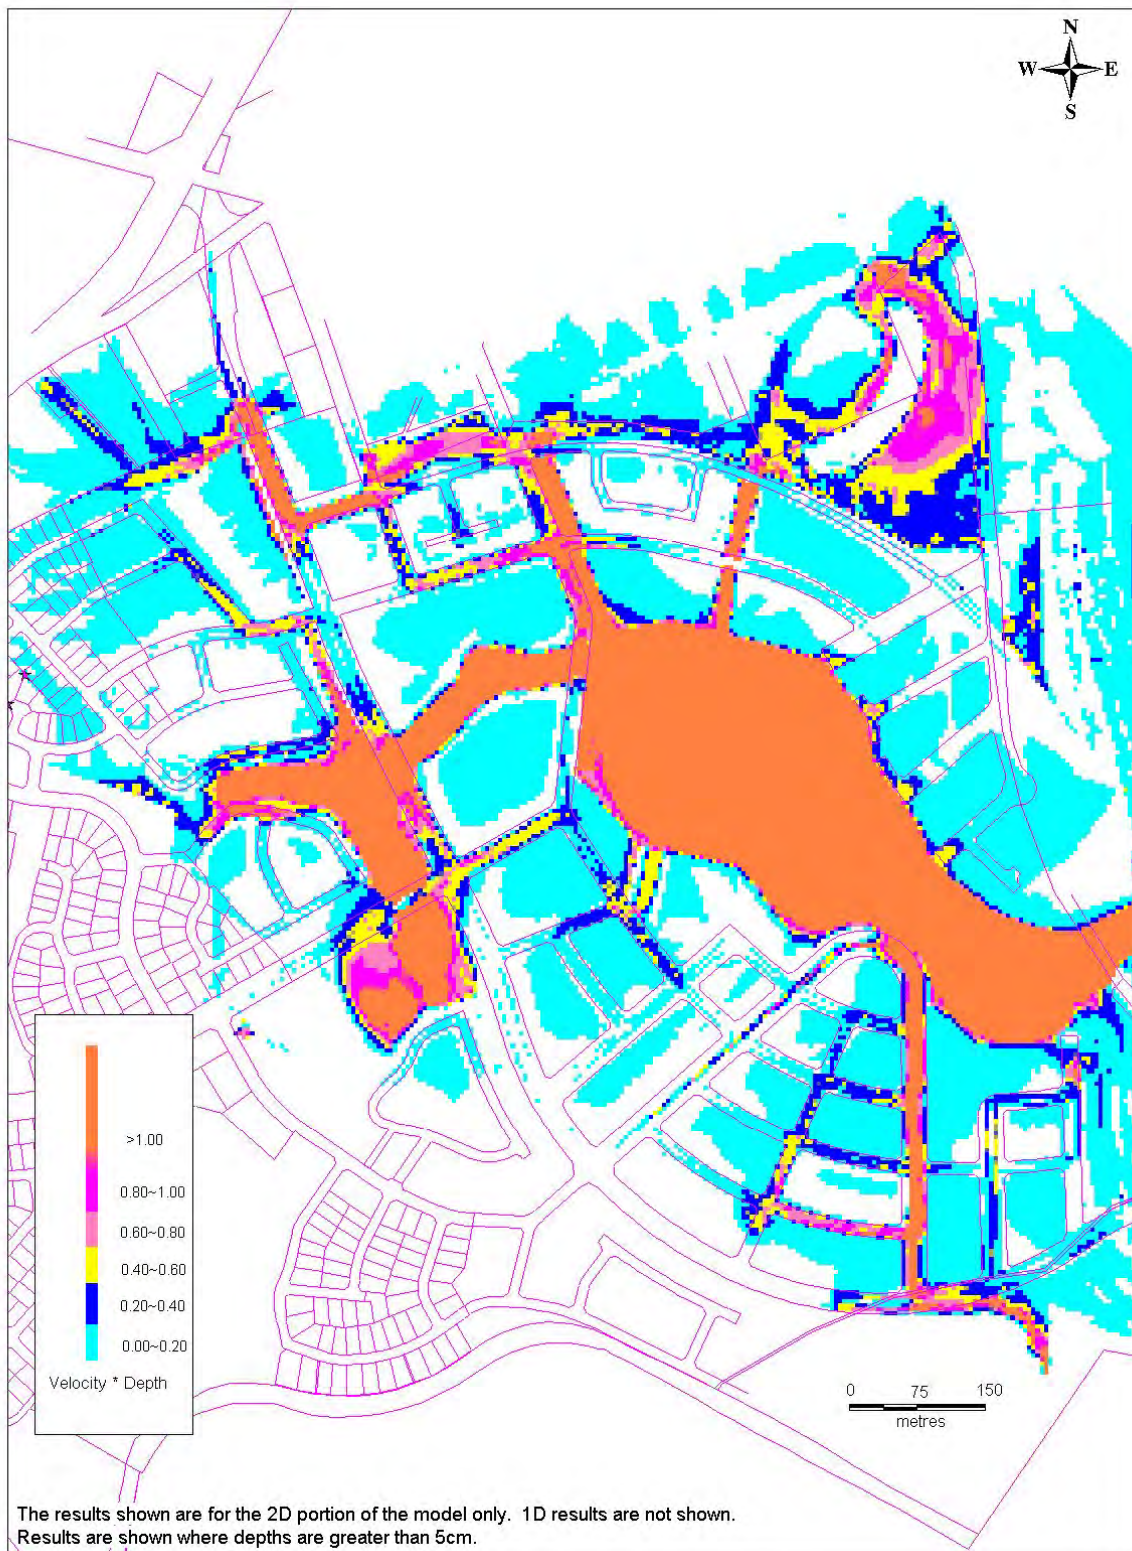 N
W E
S
>1.00
0.80~1.00
0.60~0.80
0.40~0.60
0.20~0.40
0.00~0.20
Velocity * Depth
0 75 150
metres
The results shown are for the 2D portion of the model only. 1D results are not shown.
Results are shown where depths are greater than 5cm.